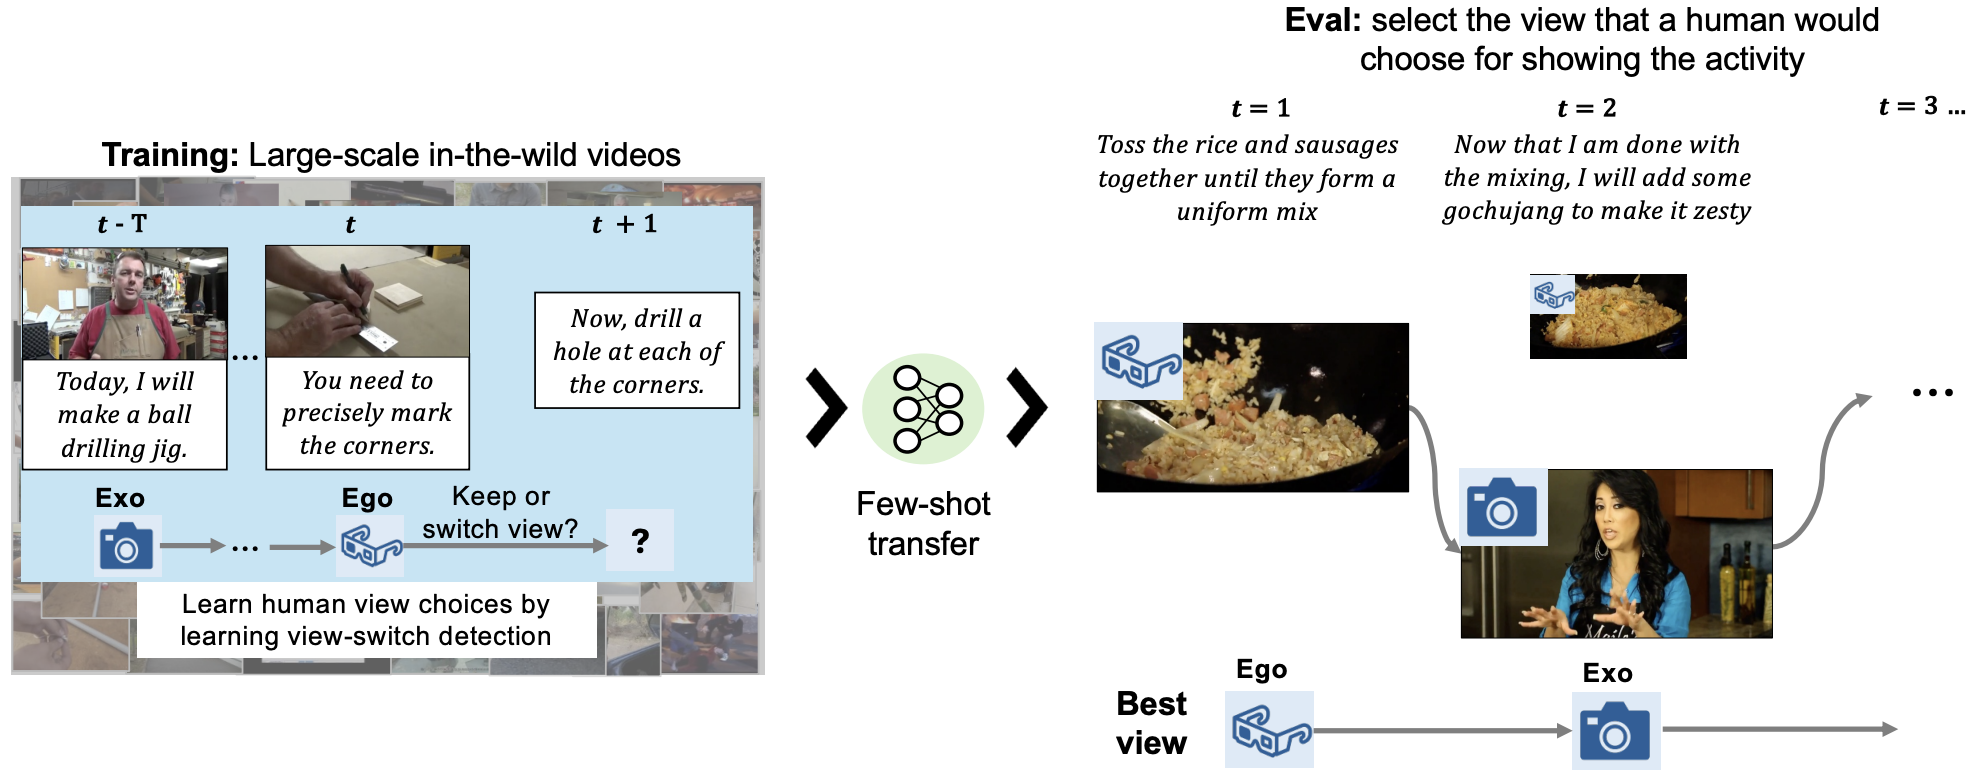 Eval: select the view that a human would
choose for showing the activity
t = 1
t = 2
t = 3 ...
Toss the rice and sausages
together until they form a
uniform mix
Now that I am done with
the mixing, I will add some
gochujang to make it zesty
Training: Large-scale in-the-wild videos
t - T
t
t + 1
Today, I will
make a ball
drilling jig.
...
You need to
precisely mark
the corners.
Now, drill a
hole at each of
the corners.
Exo
...
Ego
Keep or
switch view?
?
Learn human view choices by
learning view-switch detection
Few-shot
transfer
...
Best
view
Ego
Exo